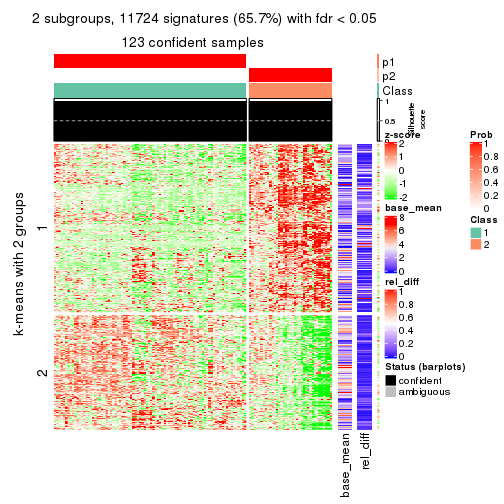 2 subgroups, 11724 signatures (65.7%) with fdr < 0.05
123 confident samples
p1
p2
Class
1
0.5
0
Silhouette
score
k-means with 2 groups
1
2
base_mean
rel_diff
z-score
2
1
0
-1
-2
base_mean
8
6
4
2
0
rel_diff
1
0.8
0.6
0.4
0.2
0
Status (barplots)
confident
ambiguous
Prob
1
0.8
0.6
0.4
0.2
0
Class
1
2